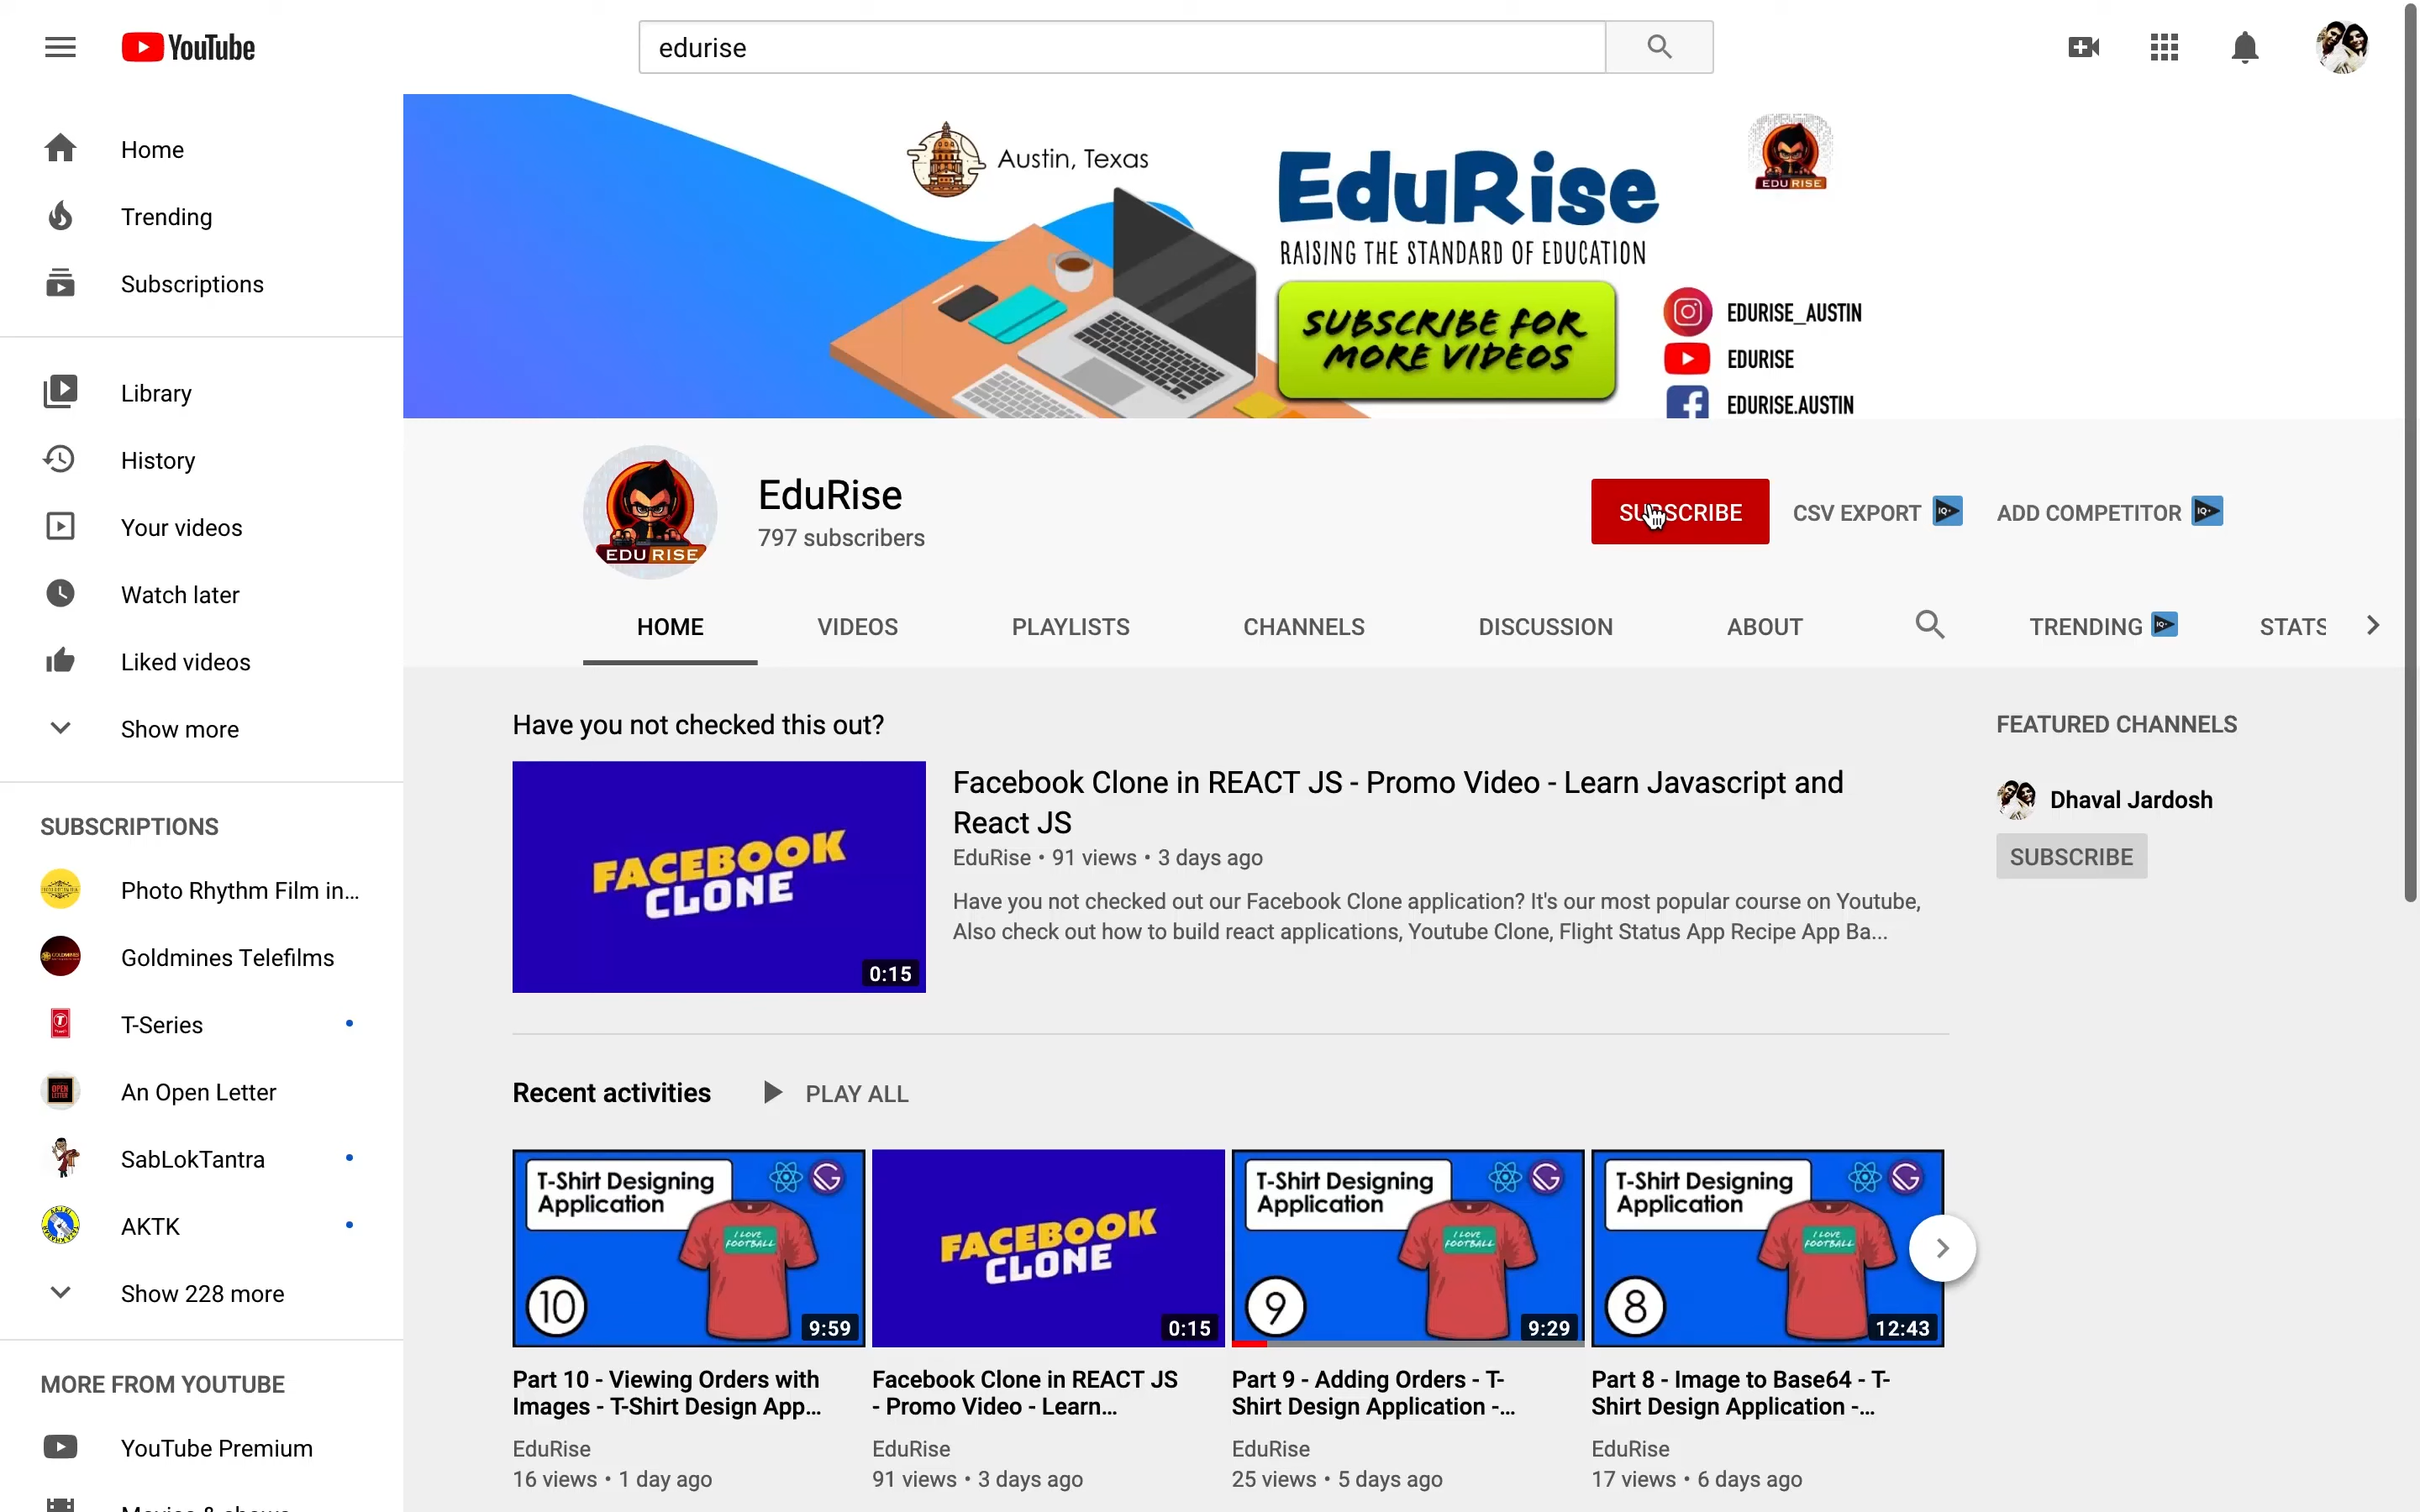 YouTube
edurise
Home
Trending
Subscriptions
Library
History
Your videos
Watch later
Liked videos
Show more
SUBSCRIPTIONS
Photo Rhythm Film in...
Goldmines Telefilms
T-Series
An Open Letter
SabLokTantra
AKTK
Show 228 more
MORE FROM YOUTUBE
YouTube Premium
Austin, Texas
EduRise
RAISING THE STANDARD OF EDUCATION
SUBSCRIBE FOR
MORE VIDEOS
EDU RISE
EDURISE_AUSTIN
EDURISE
EDURISE.AUSTIN
EDU RISE
EduRise
797 subscribers
SUBSCRIBE
CSV EXPORT
ADD COMPETITOR
HOME
VIDEOS
PLAYLISTS
CHANNELS
DISCUSSION
ABOUT
TRENDING
STATS
Have you not checked this out?
FACEBOOK
CLONE
0:15
Facebook Clone in REACT JS - Promo Video - Learn Javascript and
React JS
EduRise • 91 views • 3 days ago
Have you not checked out our Facebook Clone application? It's our most popular course on Youtube,
Also check out how to build react applications, Youtube Clone, Flight Status App Recipe App Ba...
FEATURED CHANNELS
Dhaval Jardosh
SUBSCRIBE
Recent activities
PLAY ALL
T-Shirt Designing
Application
I LOVE
FOOTBALL
10
9:59
Part 10 - Viewing Orders with
Images - T-Shirt Design App...
EduRise
16 views • 1 day ago
FACEBOOK
CLONE
0:15
Facebook Clone in REACT JS
- Promo Video - Learn...
EduRise
91 views • 3 days ago
T-Shirt Designing
Application
I LOVE
FOOTBALL
9
9:29
Part 9 - Adding Orders - T-
Shirt Design Application -...
EduRise
25 views • 5 days ago
T-Shirt Designing
Application
I LOVE
FOOTBALL
8
12:43
Part 8 - Image to Base64 - T-
Shirt Design Application -...
EduRise
17 views • 6 days ago